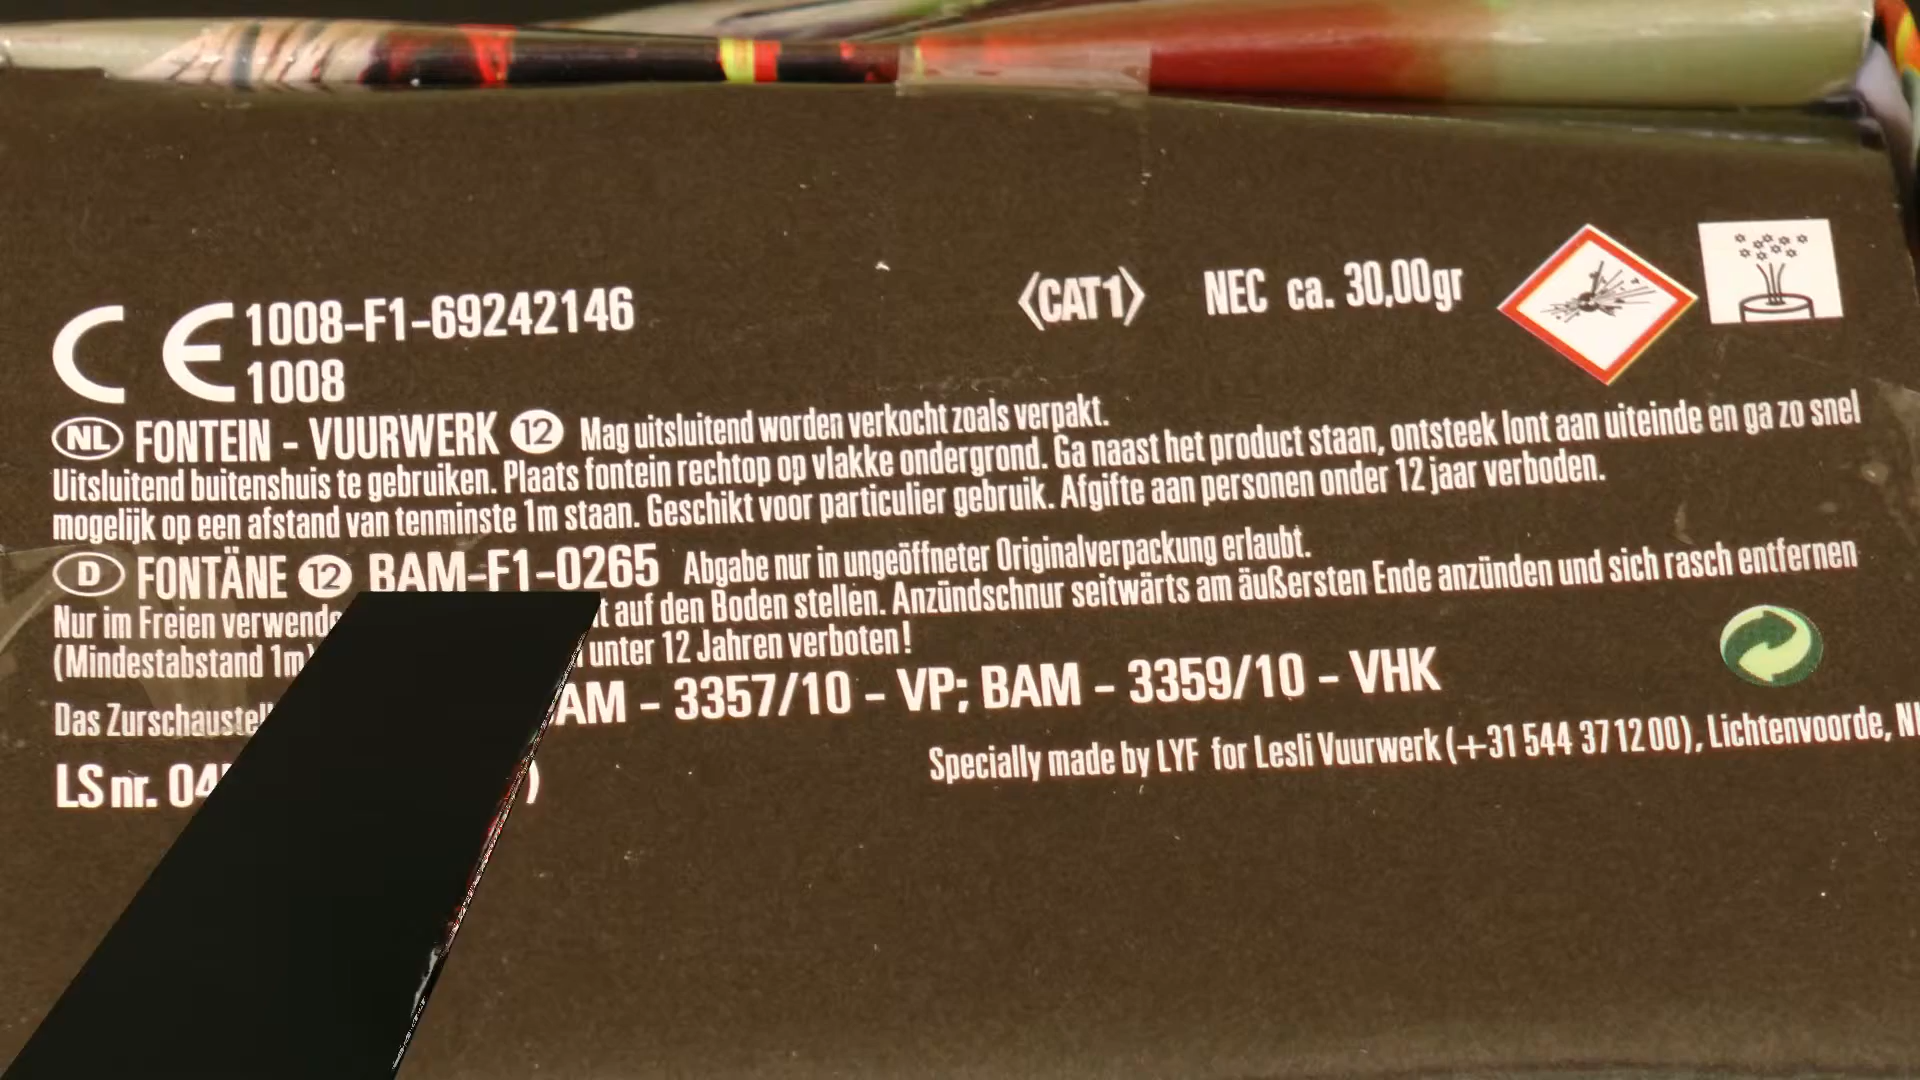 CE 1008-F1-69242146
1008
<CAT1> NEC ca. 30,00gr
NL FONTEIN - VUURWERK 12 Mag uitsluitend worden verkocht zoals verpakt.
Uitsluitend buitenshuis te gebruiken. Plaats fontein rechtop op vlakke ondergrond. Ga naast het product staan, ontsteek lont aan uiteinde en ga zo snel
mogelijk op een afstand van tenminste 1m staan. Geschikt voor particulier gebruik. Afgifte aan personen onder 12 jaar verboden.
D FONTÄNE 12 BAM-F1-0265 Abgabe nur in ungeöffneter Originalverpackung erlaubt.
Nur im Freien auf den Boden stellen. Anzündschnur seitwärts am äußersten Ende anzünden und sich rasch entfernen
(Mindestabstand 1m) unter 12 Jahren verboten!
Das - 3357/10 - VP; BAM - 3359/10 - VHK
LS nr.
Specially made by LYF for Lesli Vuurwerk (+31 544 37 12 00), Lichtenvoorde,